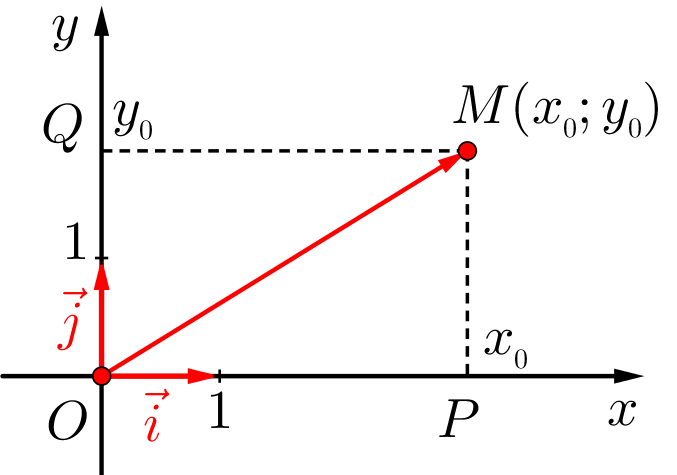 y
Q y₀
M(x₀; y₀)
1
j⃗
x₀
O
i⃗
1
P
x